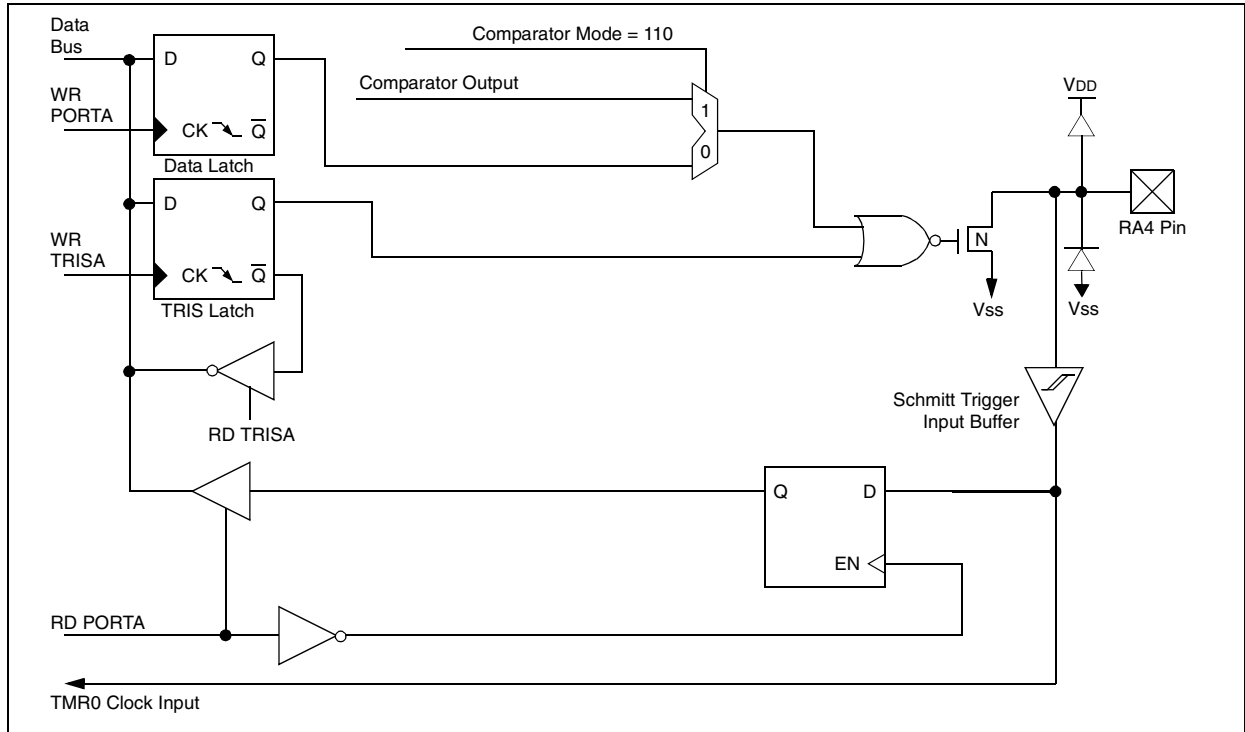 Data
Bus
D
Q
WR
PORTA
CK
Q
Data Latch
Comparator Mode = 110
Comparator Output
1
0
VDD
RA4 Pin
D
Q
WR
TRISA
CK
Q
TRIS Latch
N
Vss
Vss
RD TRISA
Schmitt Trigger
Input Buffer
Q
D
EN
RD PORTA
TMR0 Clock Input